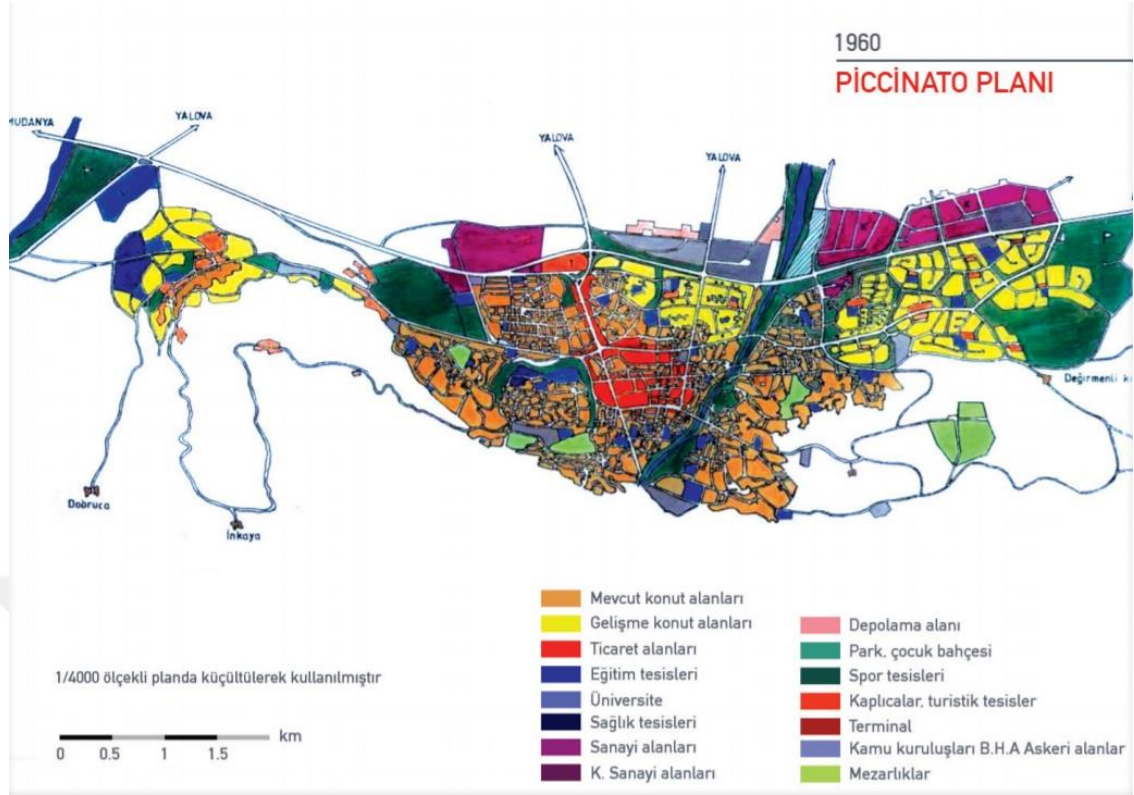 1960
PİCCİNATO PLANI
MUDANYA
YALOVA
YALOVA
YALOVA
Değirmenli
Dobruca
İnkaya
Mevcut konut alanları
Gelişme konut alanları
Ticaret alanları
Eğitim tesisleri
Üniversite
Sağlık tesisleri
Sanayi alanları
K. Sanayi alanları
Depolama alanı
Park, çocuk bahçesi
Spor tesisleri
Kaplıcalar, turistik tesisler
Terminal
Kamu kuruluşları B.H.A Askeri alanlar
Mezarlıklar
1/4000 ölçekli planda küçültülerek kullanılmıştır
km
0 0.5 1 1.5